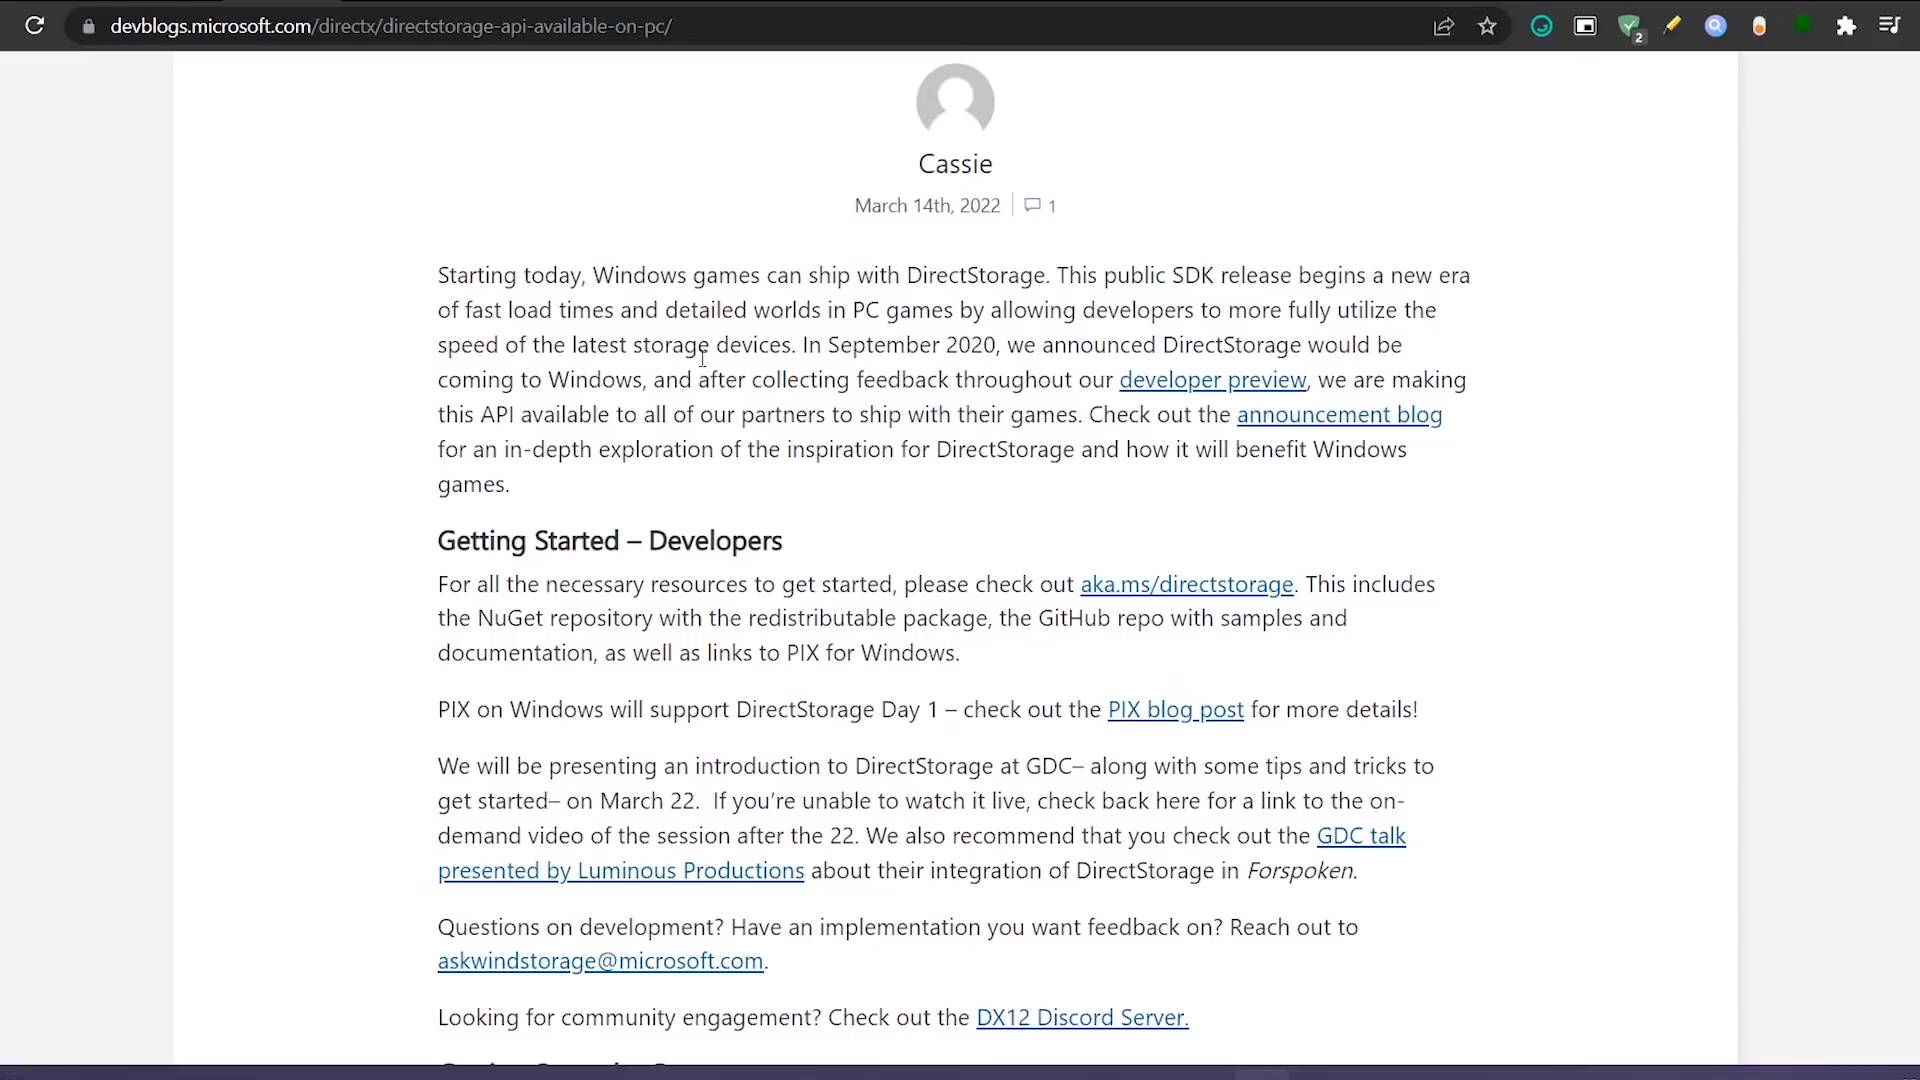 devblogs.microsoft.com/directx/directstorage-api-available-on-pc/
2
Cassie
March 14th, 2022 | 1
Starting today, Windows games can ship with DirectStorage. This public SDK release begins a new era
of fast load times and detailed worlds in PC games by allowing developers to more fully utilize the
speed of the latest storage devices. In September 2020, we announced DirectStorage would be
coming to Windows, and after collecting feedback throughout our developer preview, we are making
this API available to all of our partners to ship with their games. Check out the announcement blog
for an in-depth exploration of the inspiration for DirectStorage and how it will benefit Windows
games.
Getting Started – Developers
For all the necessary resources to get started, please check out aka.ms/directstorage. This includes
the NuGet repository with the redistributable package, the GitHub repo with samples and
documentation, as well as links to PIX for Windows.
PIX on Windows will support DirectStorage Day 1 – check out the PIX blog post for more details!
We will be presenting an introduction to DirectStorage at GDC– along with some tips and tricks to
get started– on March 22.  If you’re unable to watch it live, check back here for a link to the on-
demand video of the session after the 22. We also recommend that you check out the GDC talk
presented by Luminous Productions about their integration of DirectStorage in Forspoken.
Questions on development? Have an implementation you want feedback on? Reach out to
askwindstorage@microsoft.com.
Looking for community engagement? Check out the DX12 Discord Server.